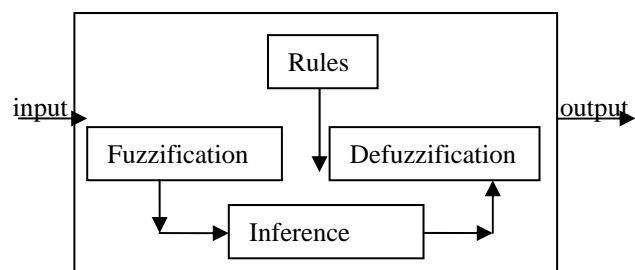 Rules
input
output
Fuzzification
Defuzzification
Inference